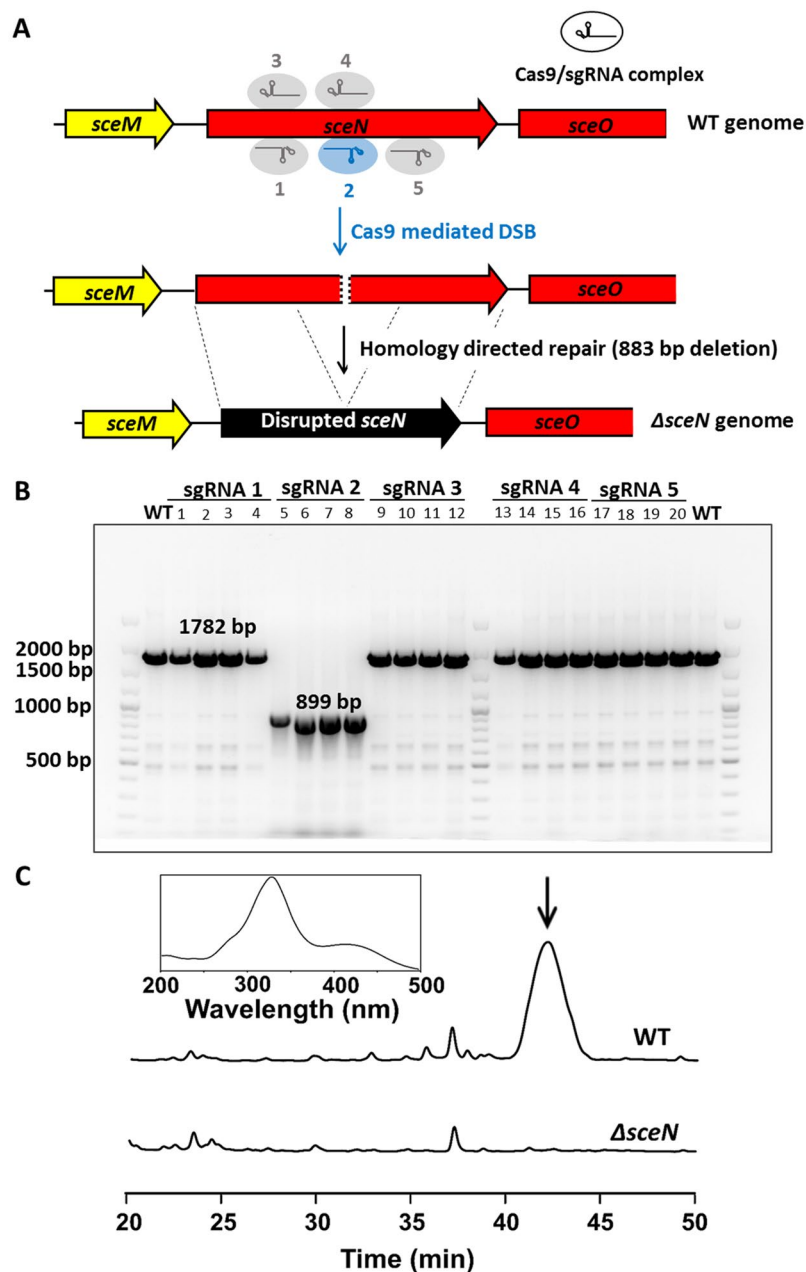 A
3 4
Cas9/sgRNA complex
sceM sceN sceO WT genome
1 2 5
Cas9 mediated DSB
sceM sceO
Homology directed repair (883 bp deletion)
sceM Disrupted sceN sceO ΔsceN genome
B
sgRNA 1 sgRNA 2 sgRNA 3 sgRNA 4 sgRNA 5
WT 1 2 3 4 5 6 7 8 9 10 11 12 13 14 15 16 17 18 19 20 WT
1782 bp
2000 bp
1500 bp
899 bp
1000 bp
500 bp
C
200 300 400 500
Wavelength (nm)
WT
ΔsceN
20 25 30 35 40 45 50
Time (min)